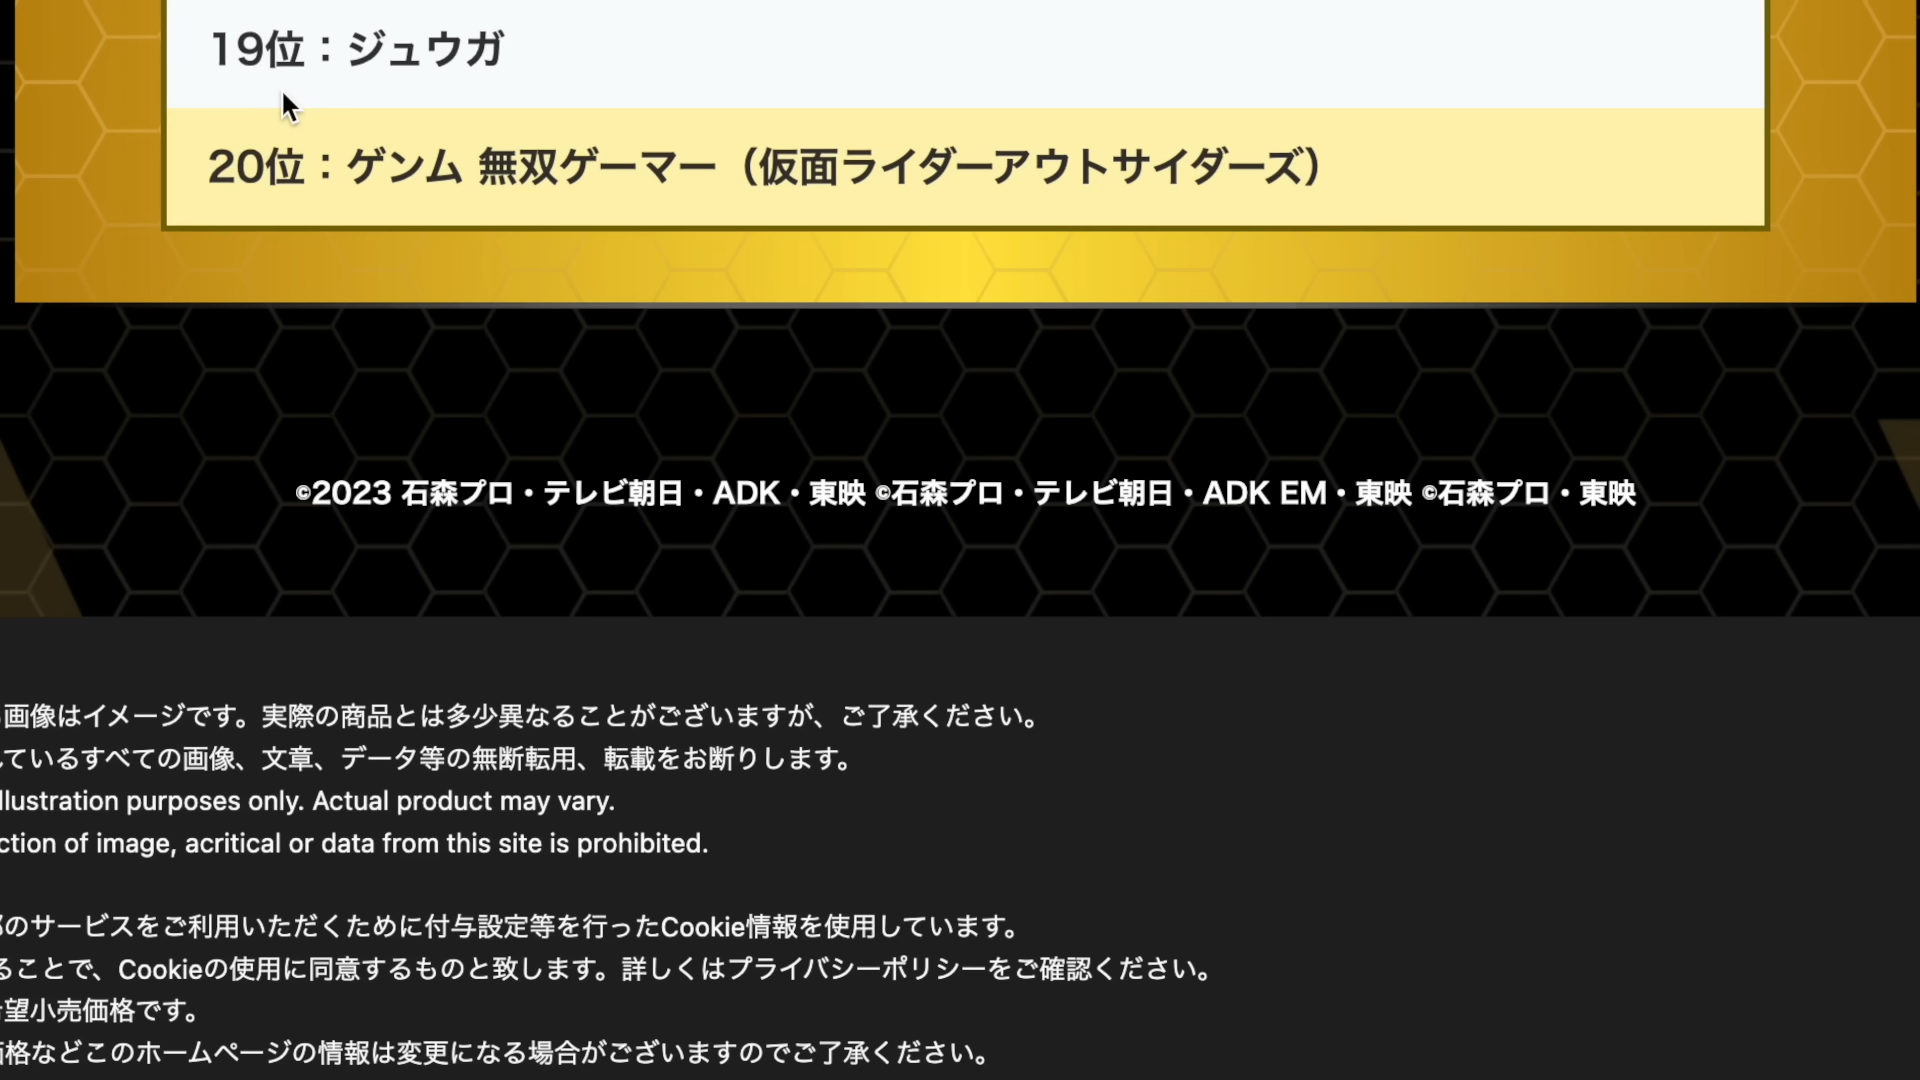 19位：ジュウガ
20位：ゲンム 無双ゲーマー（仮面ライダーアウトサイダーズ）
©2023 石森プロ・テレビ朝日・ADK・東映 ©石森プロ・テレビ朝日・ADK EM・東映 ©石森プロ・東映
画像はイメージです。実際の商品とは多少異なることがございますが、ご了承ください。
ているすべての画像、文章、データ等の無断転用、転載をお断りします。
llustration purposes only. Actual product may vary.
ction of image, acritical or data from this site is prohibited.
のサービスをご利用いただくために付与設定等を行ったCookie情報を使用しています。
ることで、Cookieの使用に同意するものと致します。詳しくはプライバシーポリシーをご確認ください。
望小売価格です。
格などこのホームページの情報は変更になる場合がございますのでご了承ください。